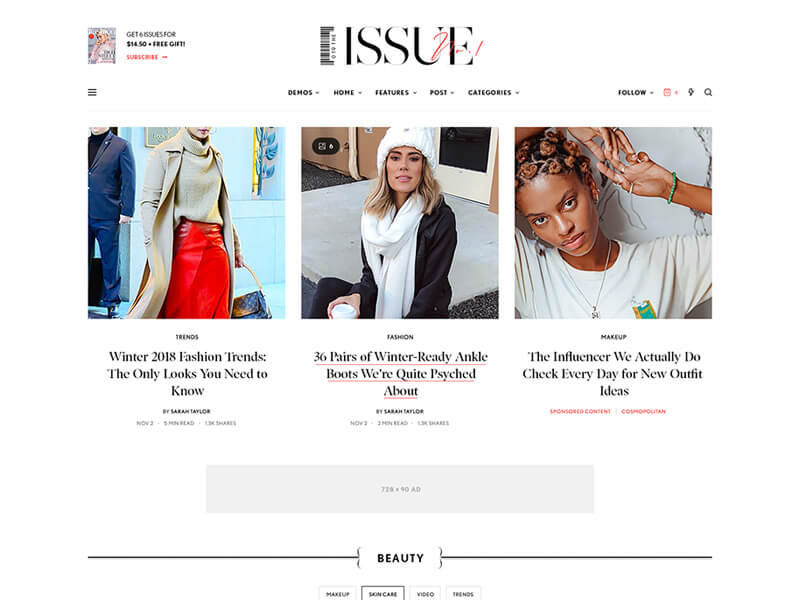 GET 6 ISSUES FOR
$14.50 + FREE GIFT!
SUBSCRIBE
ISSUE
No.1
DEMOS HOME FEATURES POST CATEGORIES
FOLLOW
6
TRENDS
Winter 2018 Fashion Trends:
The Only Looks You Need to
Know
BY SARAH TAYLOR
NOV 2 · 5 MIN READ · 1.3K SHARES
FASHION
36 Pairs of Winter-Ready Ankle
Boots We're Quite Psyched
About
BY SARAH TAYLOR
NOV 2 · 2 MIN READ · 1.3K SHARES
MAKEUP
The Influencer We Actually Do
Check Every Day for New Outfit
Ideas
SPONSORED CONTENT | COSMOPOLITAN
728 × 90 AD
BEAUTY
MAKEUP SKIN CARE VIDEO TRENDS